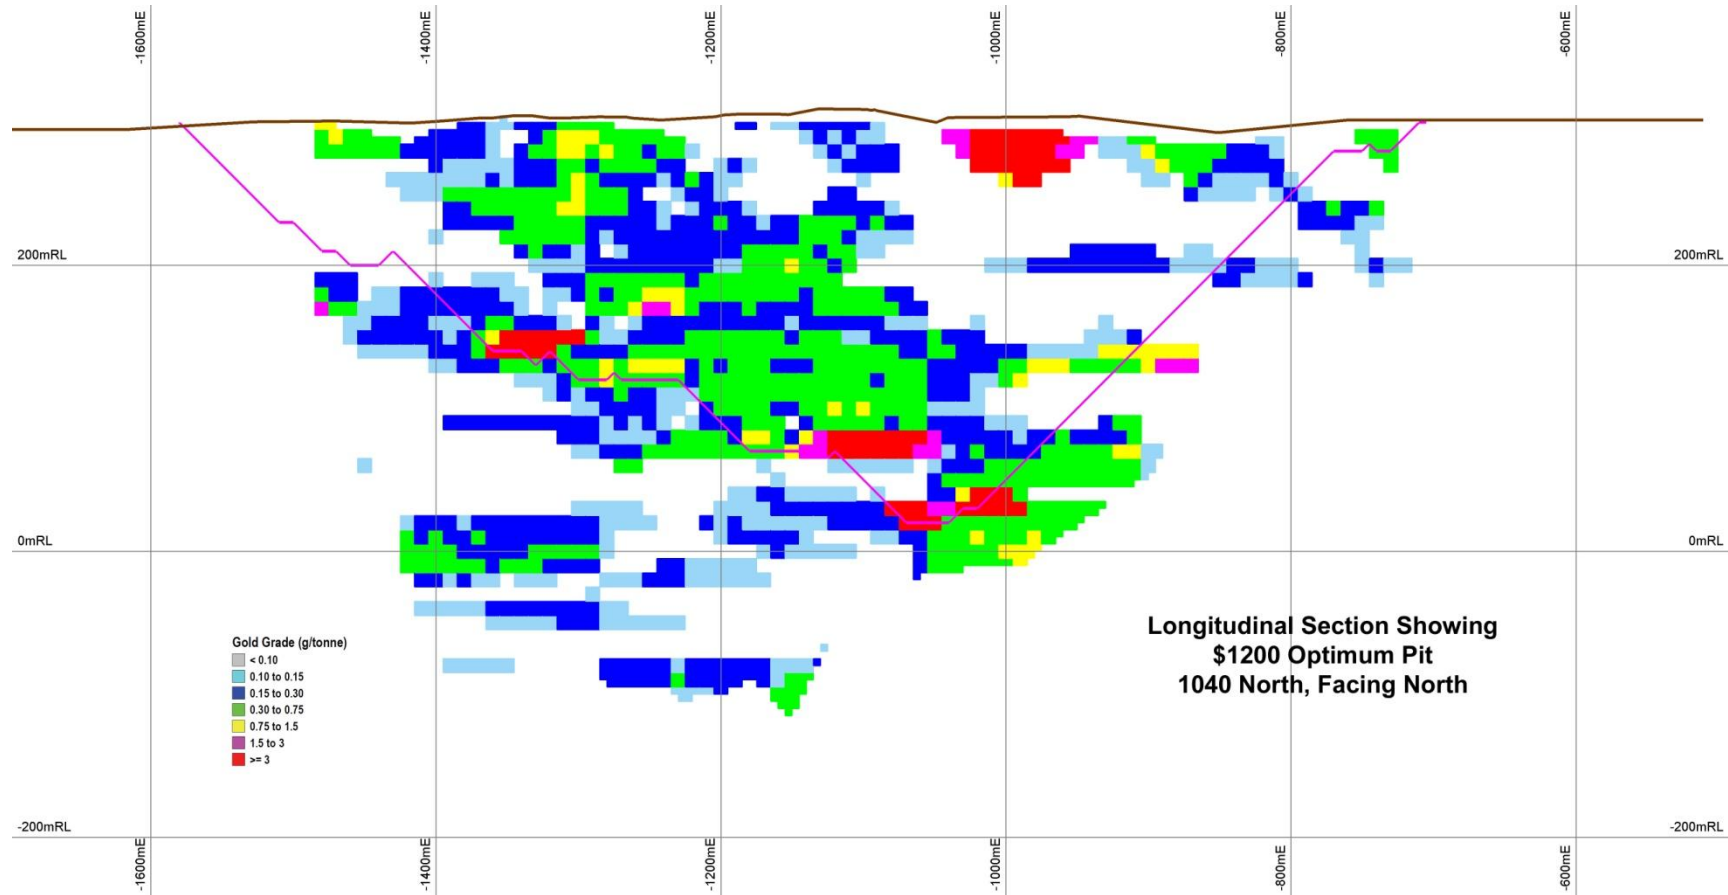 -1600mE
-1400mE
-1200mE
-1000mE
-800mE
-600mE
200mRL
200mRL
0mRL
0mRL
Longitudinal Section Showing
$1200 Optimum Pit
1040 North, Facing North
Gold Grade (g/tonne)
< 0.10
0.10 to 0.15
0.15 to 0.30
0.30 to 0.75
0.75 to 1.5
1.5 to 3
>= 3
-200mRL
-200mRL
-1600mE
-1400mE
-1200mE
-1000mE
-800mE
-600mE